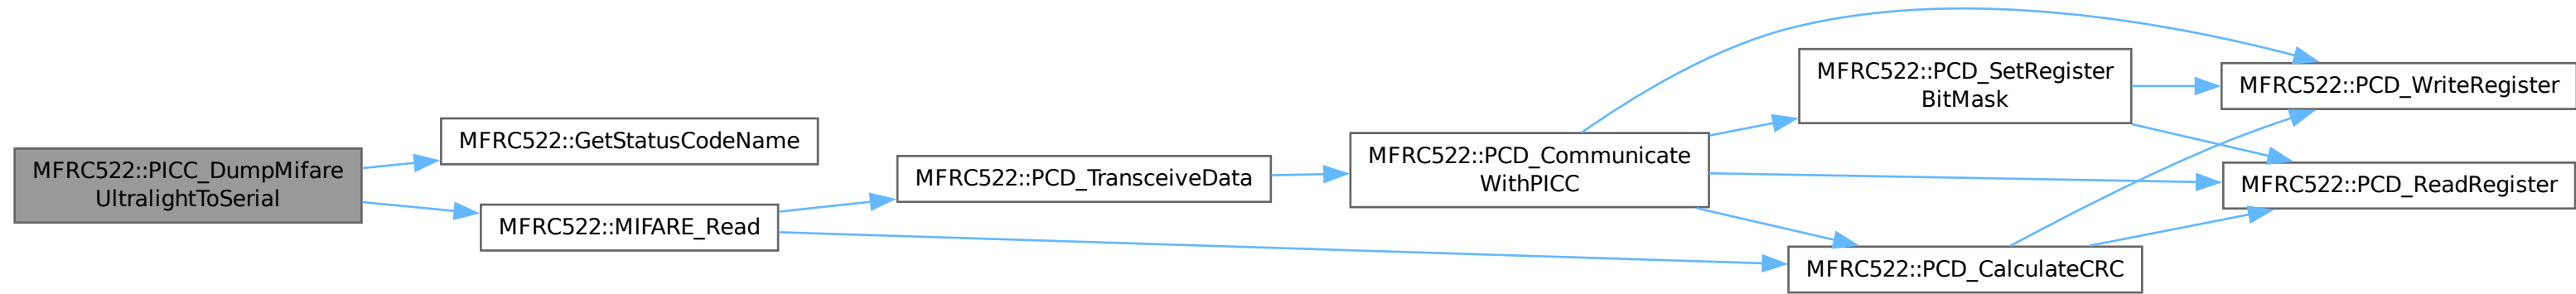 MFRC522::PICC_DumpMifare
UltralightToSerial
MFRC522::GetStatusCodeName
MFRC522::MIFARE_Read
MFRC522::PCD_TransceiveData
MFRC522::PCD_Communicate
WithPICC
MFRC522::PCD_SetRegister
BitMask
MFRC522::PCD_CalculateCRC
MFRC522::PCD_WriteRegister
MFRC522::PCD_ReadRegister